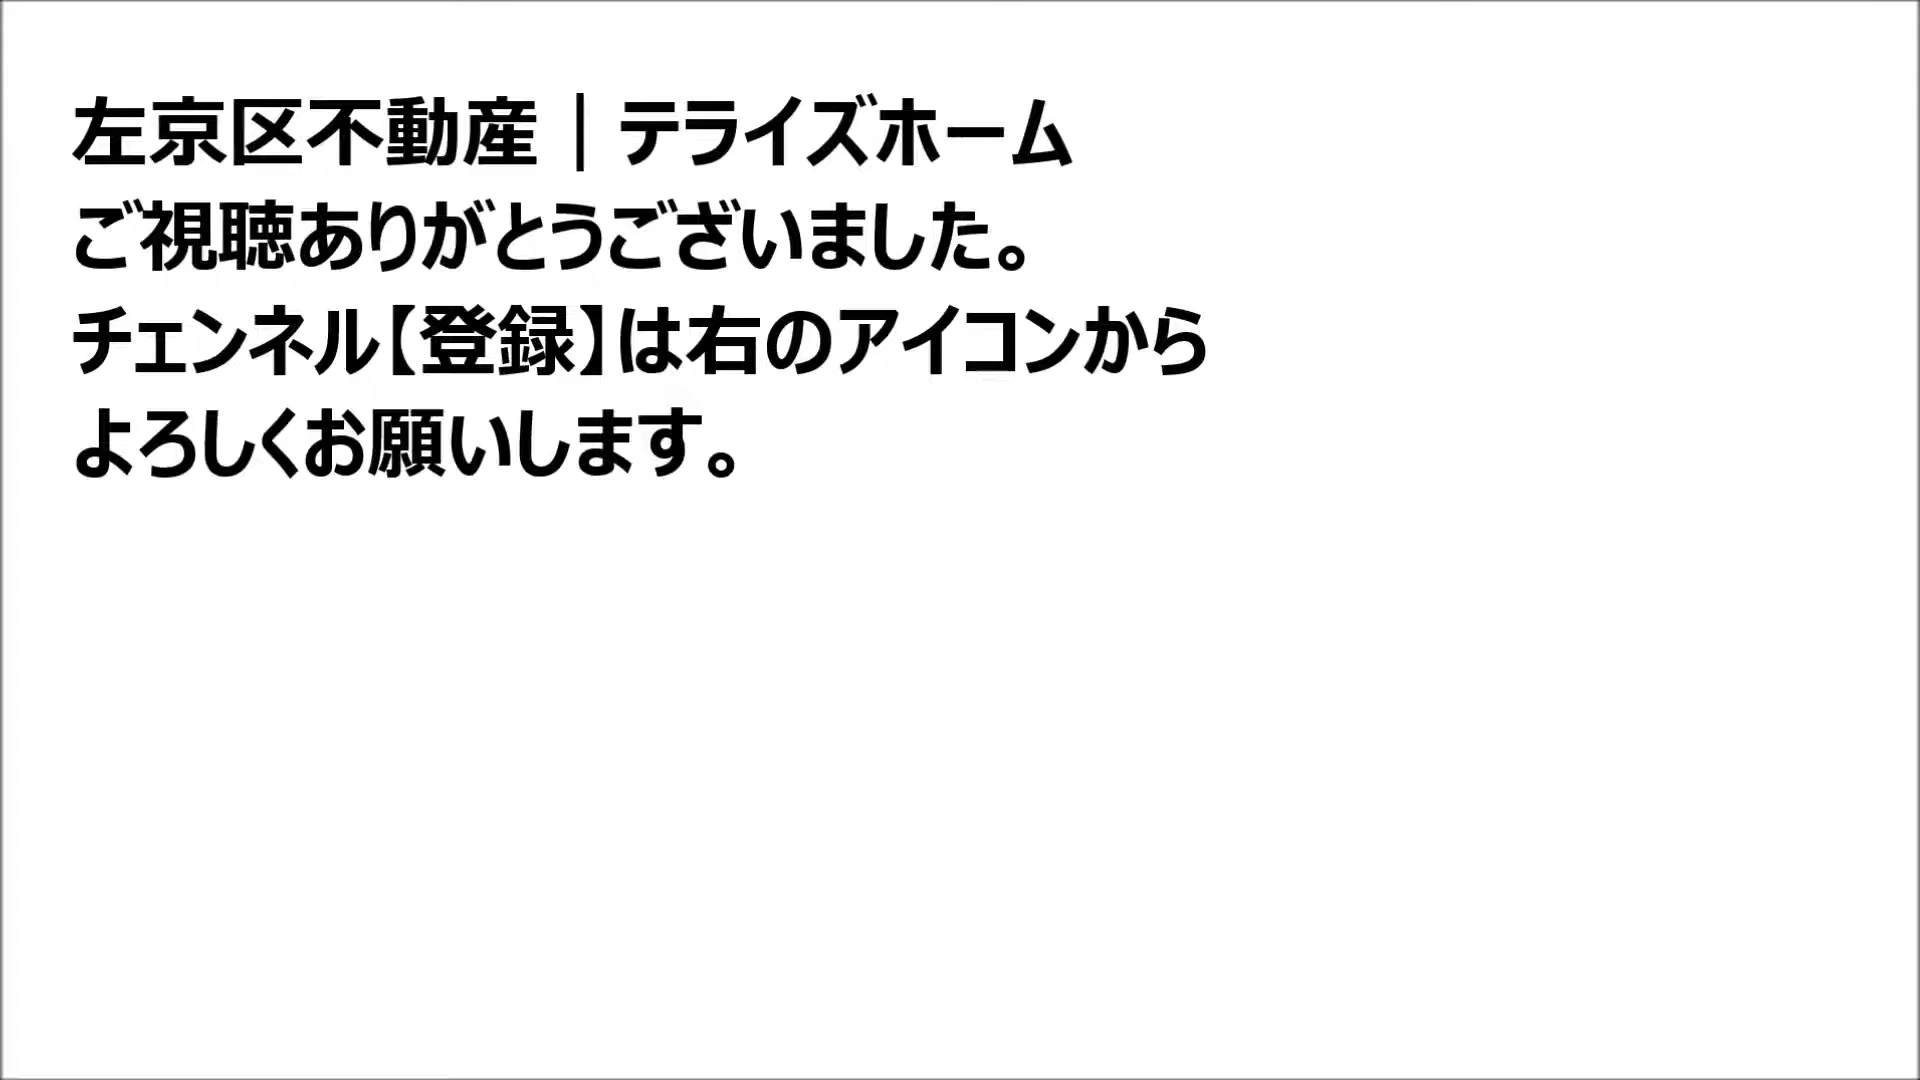 左京区不動産｜テライズホーム
ご視聴ありがとうございました。
チェンネル【登録】は右のアイコンから
よろしくお願いします。